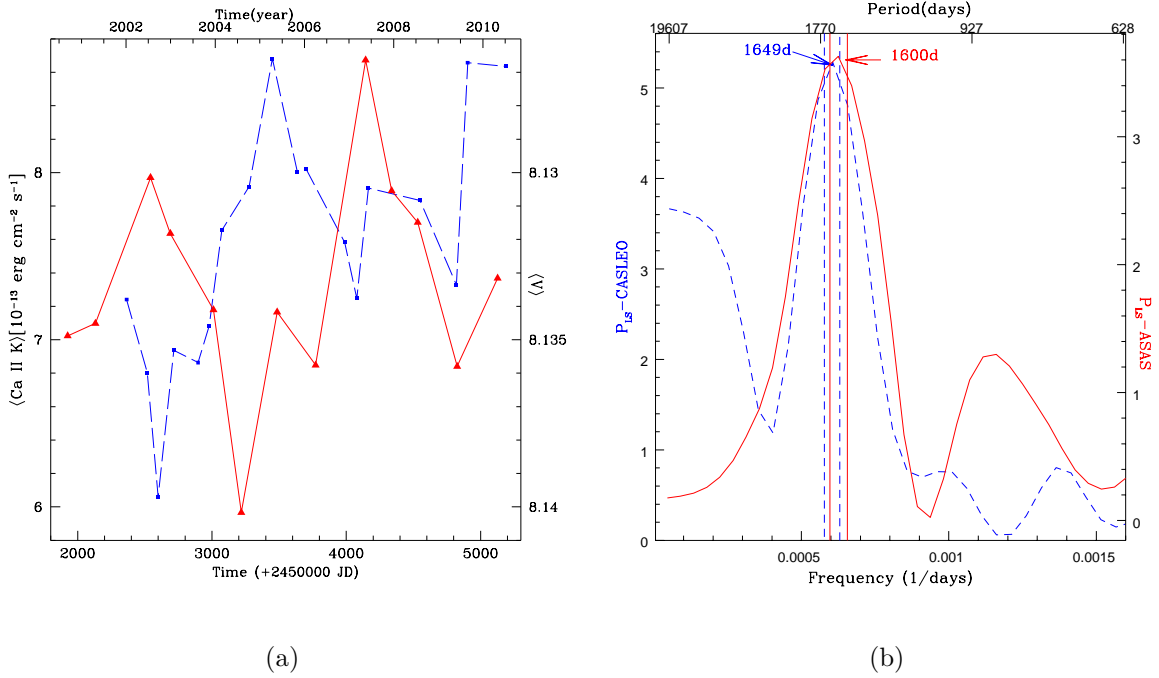 Time(year)
2002 2004 2006 2008 2010
8
7
6
⟨Ca II K⟩[10⁻¹³ erg cm⁻² s⁻¹]
8.13
8.135
8.14
⟨V⟩
2000 3000 4000 5000
Time (+2450000 JD)
(a)
Period(days)
19607 1770 927 628
1649d
1600d
5
4
3
2
1
0
P_LS-CASLEO
3
2
1
0
P_LS-ASAS
0.0005 0.001 0.0015
Frequency (1/days)
(b)